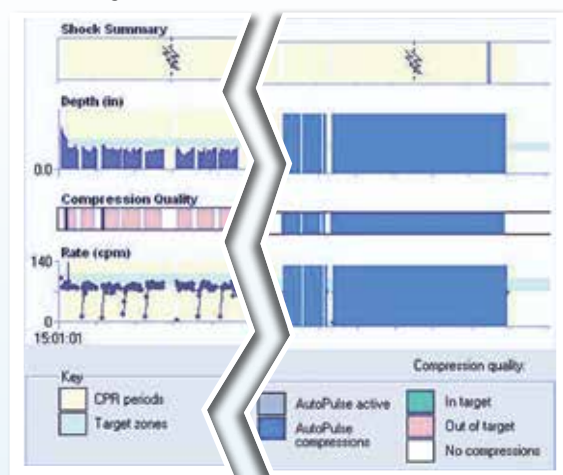 Shock Summary
Depth (in)
0.0
Compression Quality
Rate (cpm)
140
0
15:01:01
Compression quality:
Key
CPR periods
Target zones
AutoPulse active
AutoPulse
compressions
In target
Out of target
No compressions